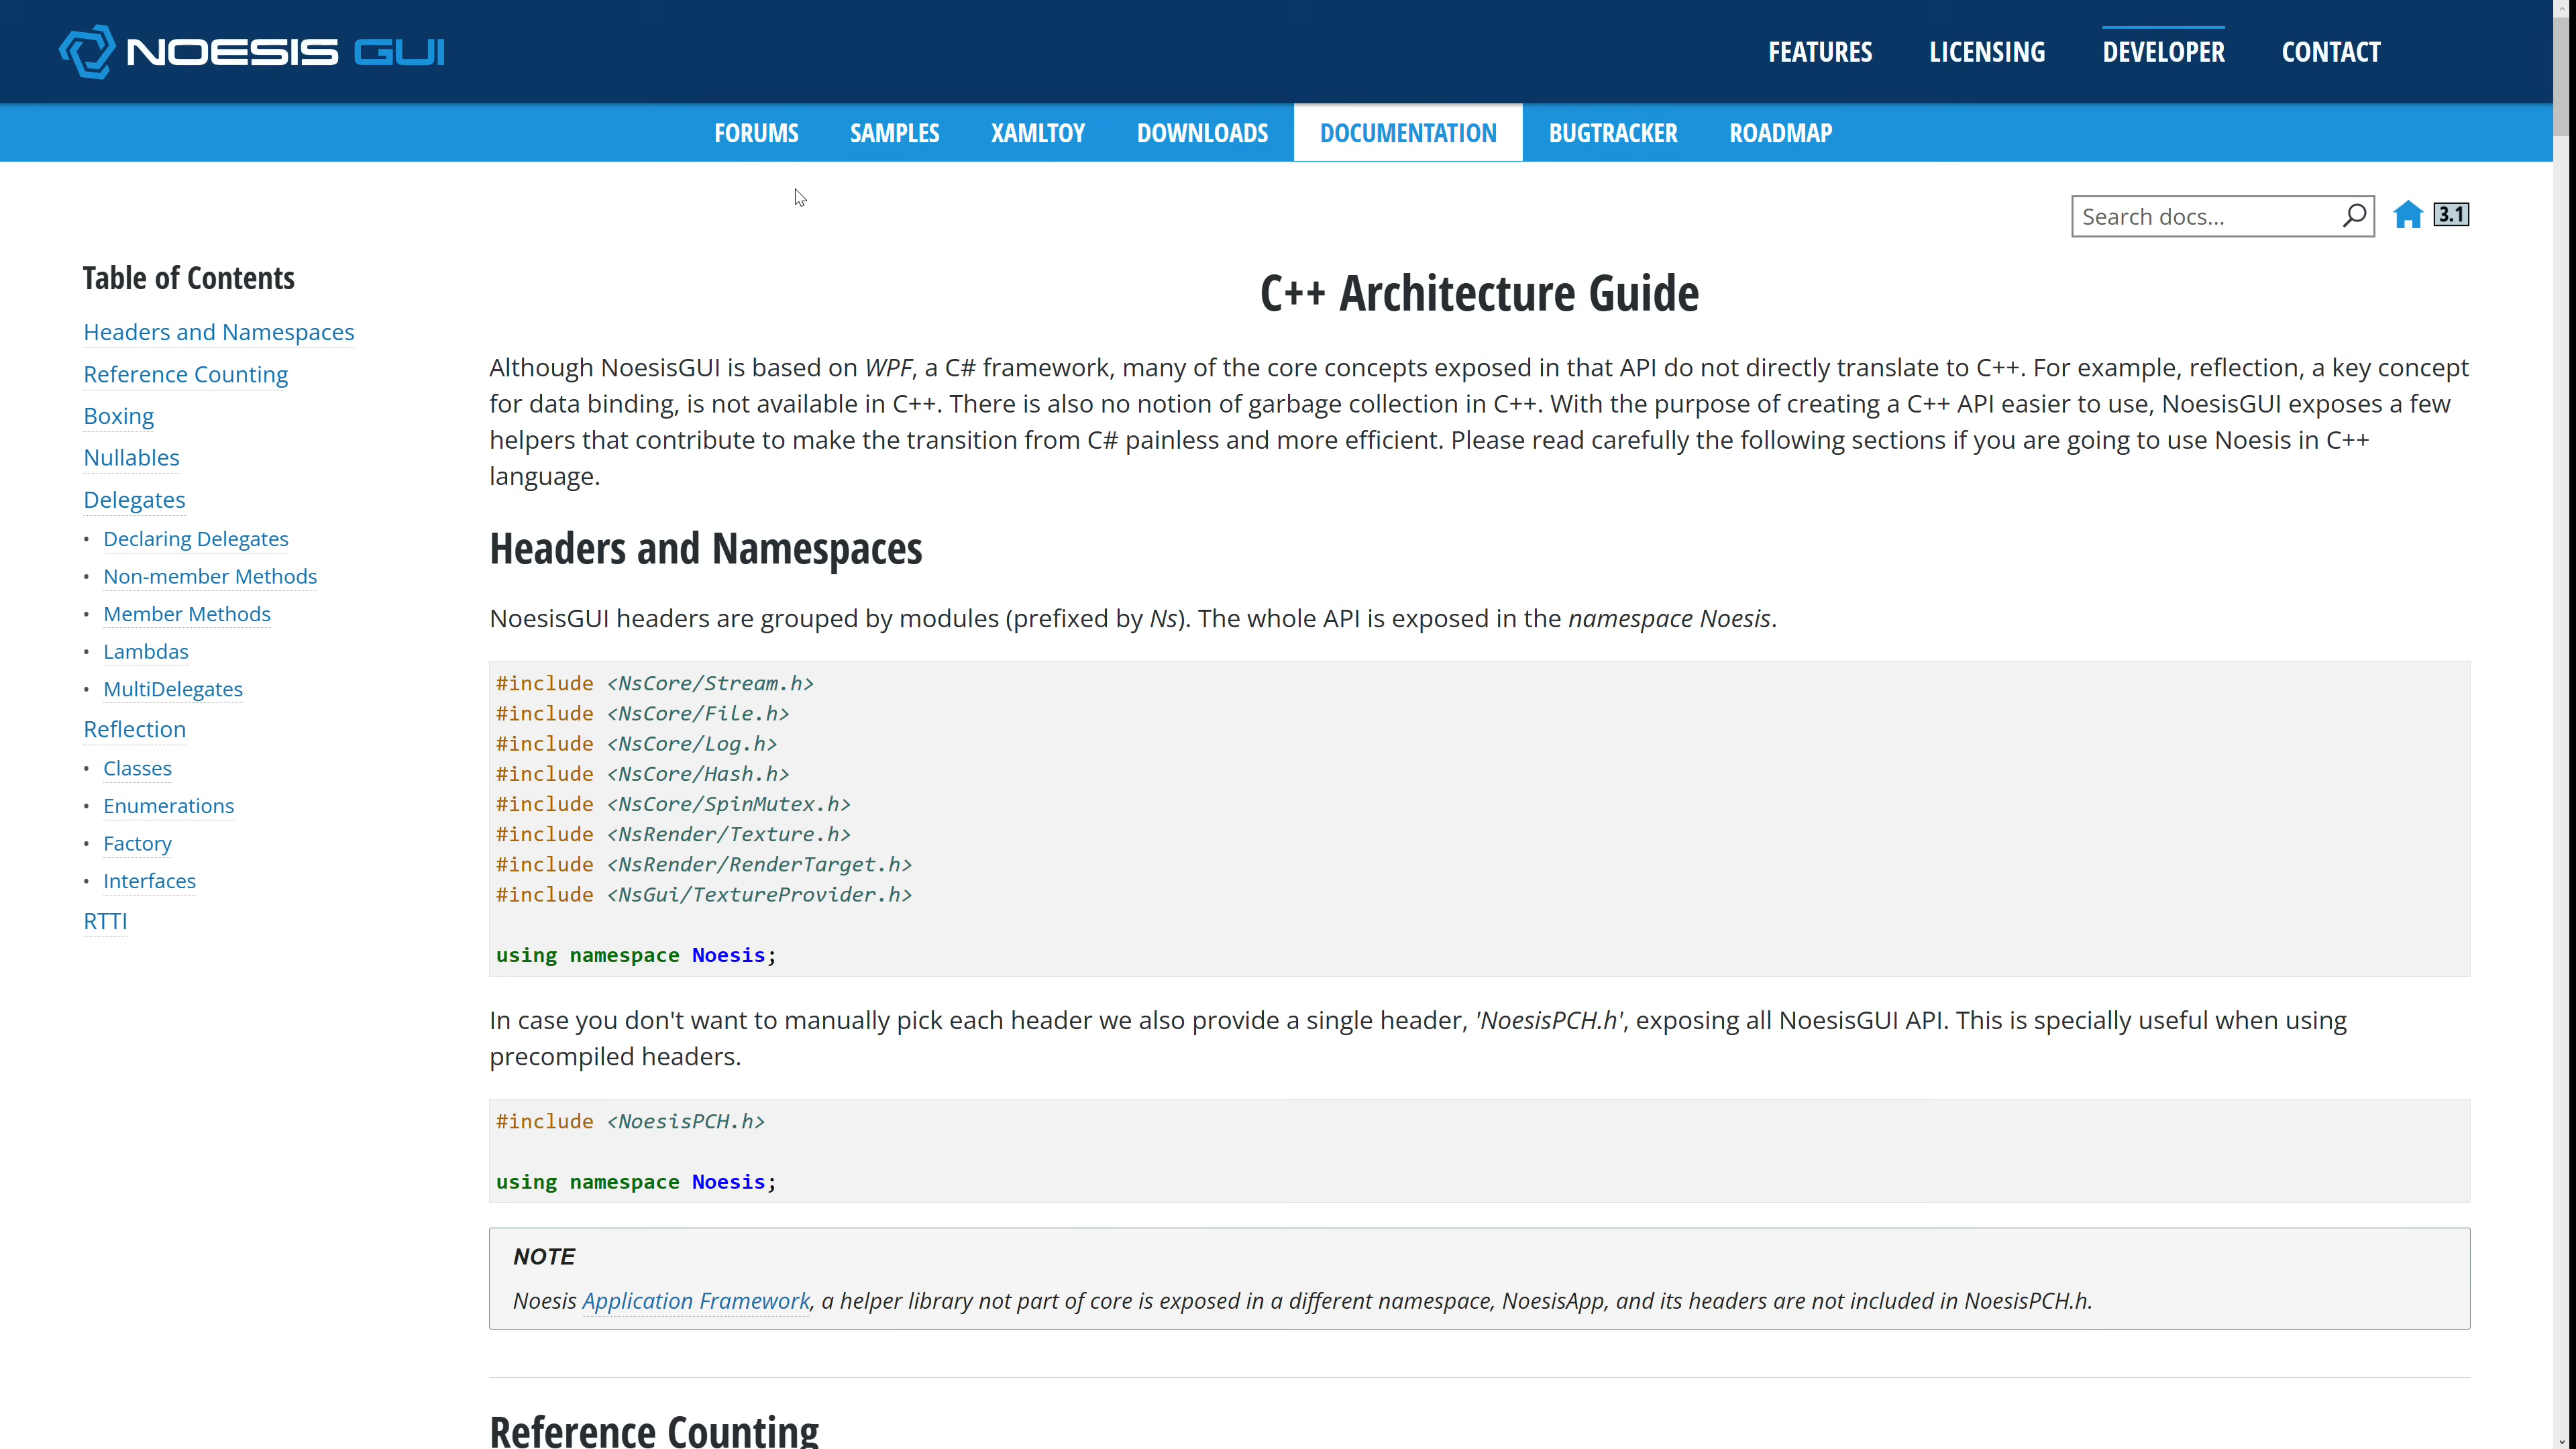 NOESIS GUI
FEATURES LICENSING DEVELOPER CONTACT
FORUMS SAMPLES XAMLTOY DOWNLOADS DOCUMENTATION BUGTRACKER ROADMAP
Search docs... 3.1
Table of Contents
Headers and Namespaces
Reference Counting
Boxing
Nullables
Delegates
• Declaring Delegates
• Non-member Methods
• Member Methods
• Lambdas
• MultiDelegates
Reflection
• Classes
• Enumerations
• Factory
• Interfaces
RTTI
C++ Architecture Guide
Although NoesisGUI is based on WPF, a C# framework, many of the core concepts exposed in that API do not directly translate to C++. For example, reflection, a key concept
for data binding, is not available in C++. There is also no notion of garbage collection in C++. With the purpose of creating a C++ API easier to use, NoesisGUI exposes a few
helpers that contribute to make the transition from C# painless and more efficient. Please read carefully the following sections if you are going to use Noesis in C++
language.
Headers and Namespaces
NoesisGUI headers are grouped by modules (prefixed by Ns). The whole API is exposed in the namespace Noesis.
#include <NsCore/Stream.h>
#include <NsCore/File.h>
#include <NsCore/Log.h>
#include <NsCore/Hash.h>
#include <NsCore/SpinMutex.h>
#include <NsRender/Texture.h>
#include <NsRender/RenderTarget.h>
#include <NsGui/TextureProvider.h>
using namespace Noesis;
In case you don't want to manually pick each header we also provide a single header, 'NoesisPCH.h', exposing all NoesisGUI API. This is specially useful when using
precompiled headers.
#include <NoesisPCH.h>
using namespace Noesis;
NOTE
Noesis Application Framework, a helper library not part of core is exposed in a different namespace, NoesisApp, and its headers are not included in NoesisPCH.h.
Reference Counting